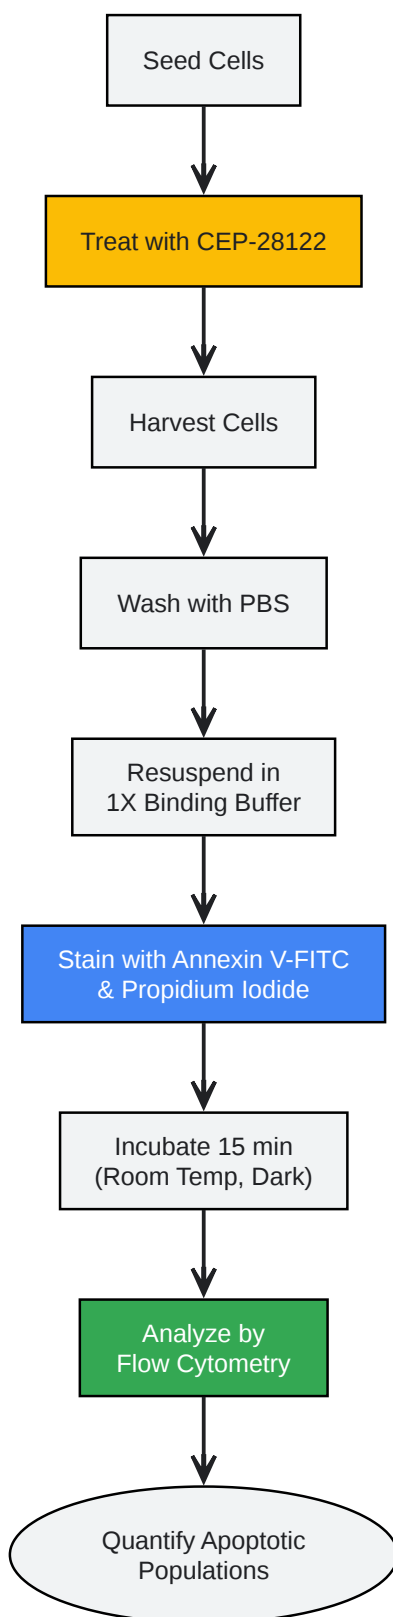 Seed Cells
Treat with CEP-28122
Harvest Cells
Wash with PBS
Resuspend in
1X Binding Buffer
Stain with Annexin V-FITC
& Propidium Iodide
Incubate 15 min
(Room Temp, Dark)
Analyze by
Flow Cytometry
Quantify Apoptotic
Populations